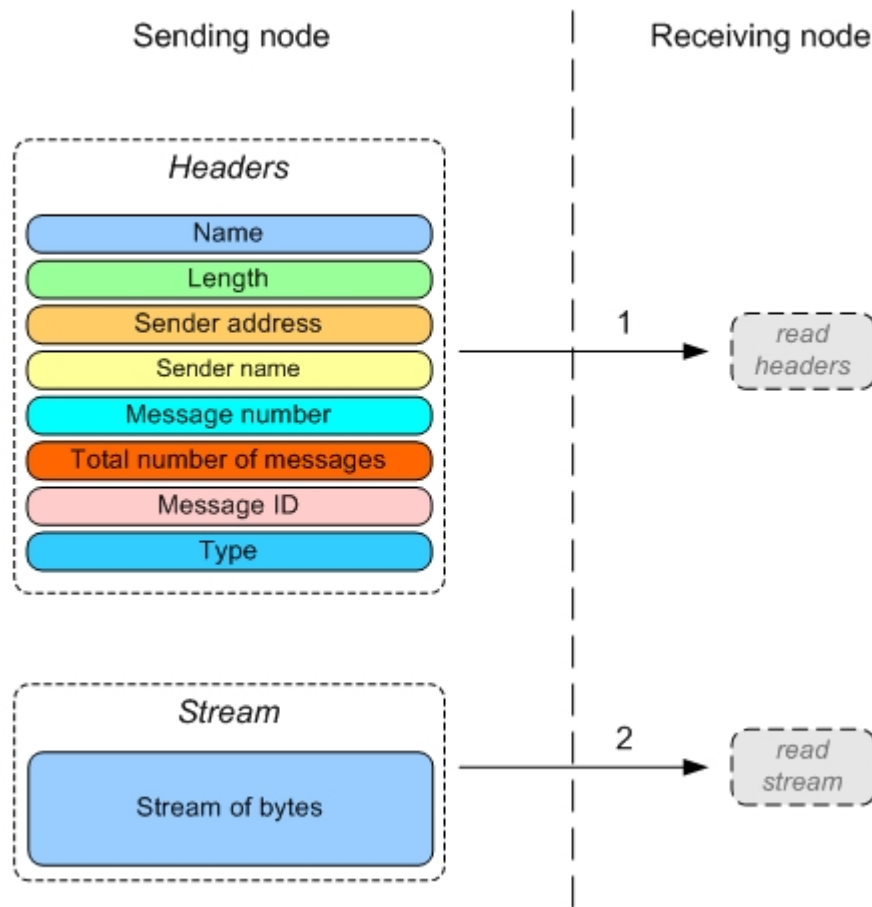 Sending node
Receiving node
Headers
Name
Length
Sender address
Sender name
Message number
Total number of messages
Message ID
Type
1
read
headers
Stream
Stream of bytes
2
read
stream